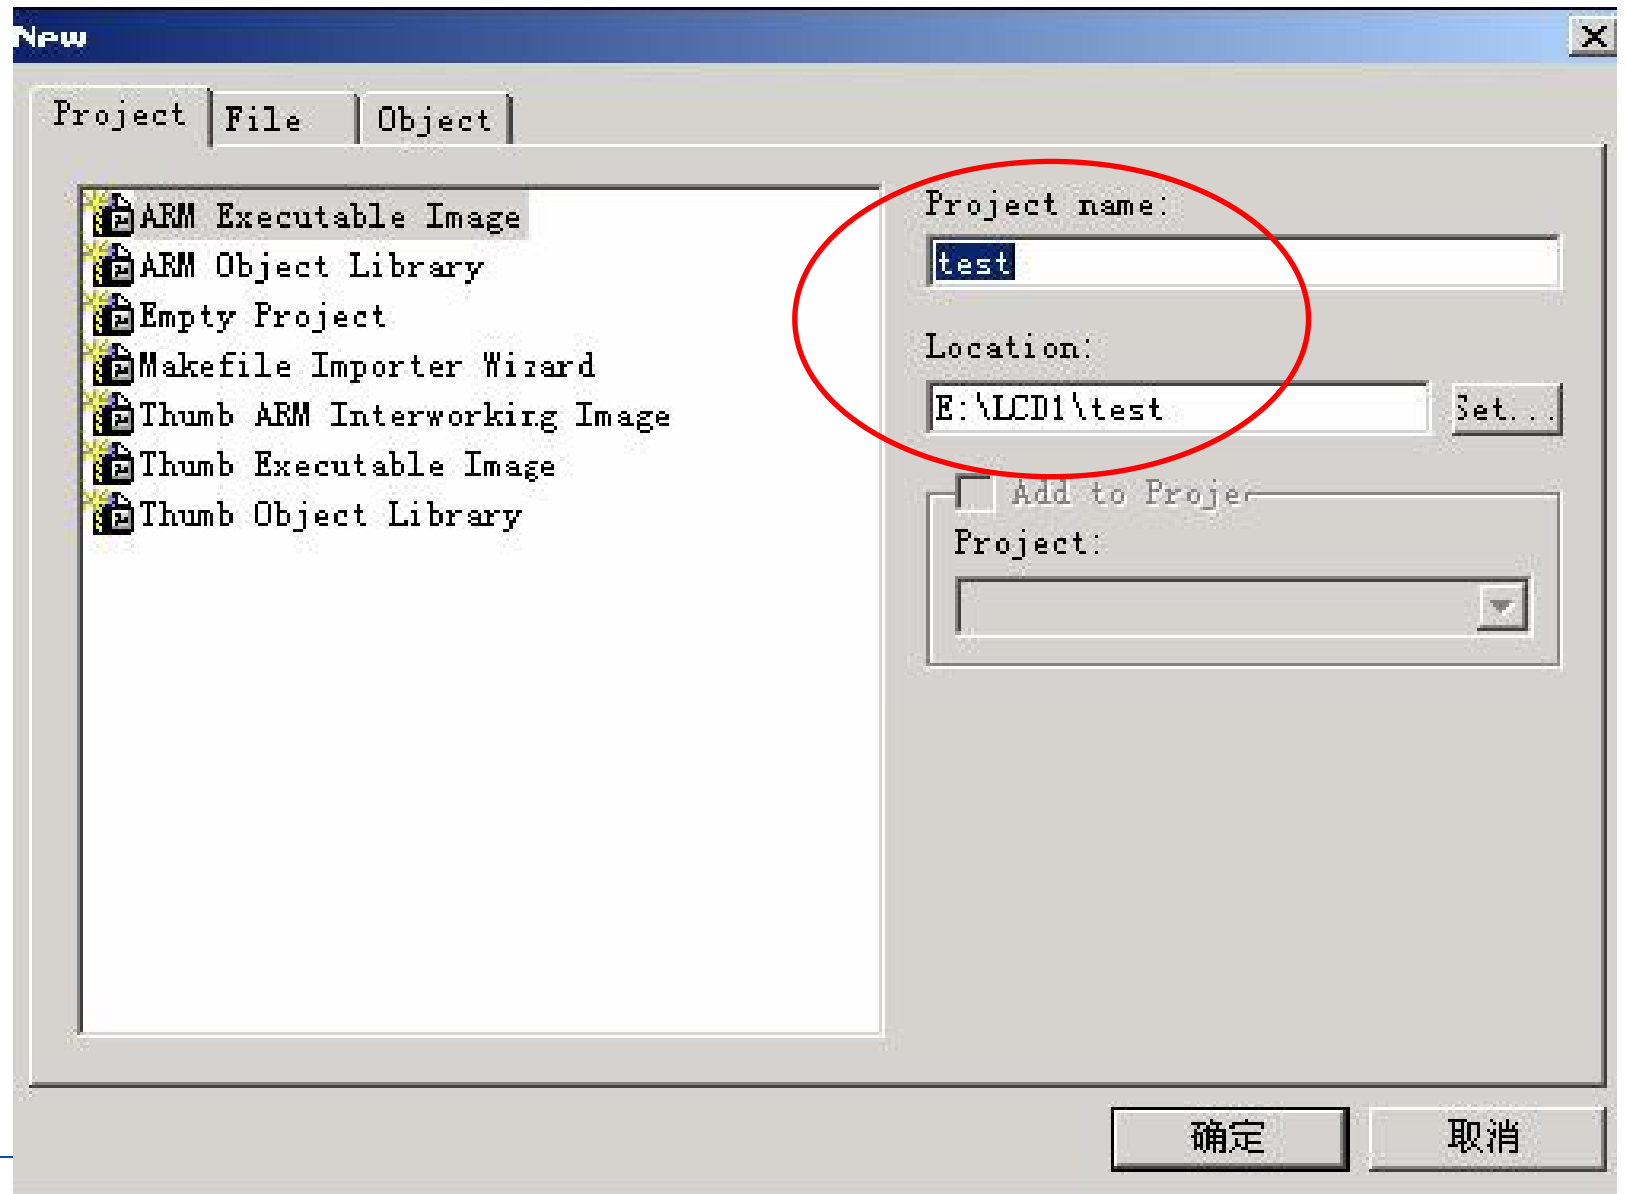 New
Project
File
Object
ARM Executable Image
ARM Object Library
Empty Project
Makefile Importer Wizard
Thumb ARM Interworking Image
Thumb Executable Image
Thumb Object Library
Project name:
test
Location:
E:\LCD1\test
Set...
Add to Projec
Project:
确定
取消